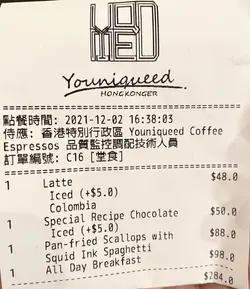 Youniqueed
HONGKONGER
點餐時間: 2021-12-02 16:38:03
侍應: 香港特別行政區 Youniqueed Coffee
Espressos 品質監控調配技術人員
訂單編號: C16 [堂食]
1 Latte $48.0
Iced (+$5.0)
Colombia
1 Special Recipe Chocolate $50.0
Iced (+$5.0)
1 Pan-fried Scallops with $88.0
Squid Ink Spaghetti
1 All Day Breakfast $98.0
$284.0